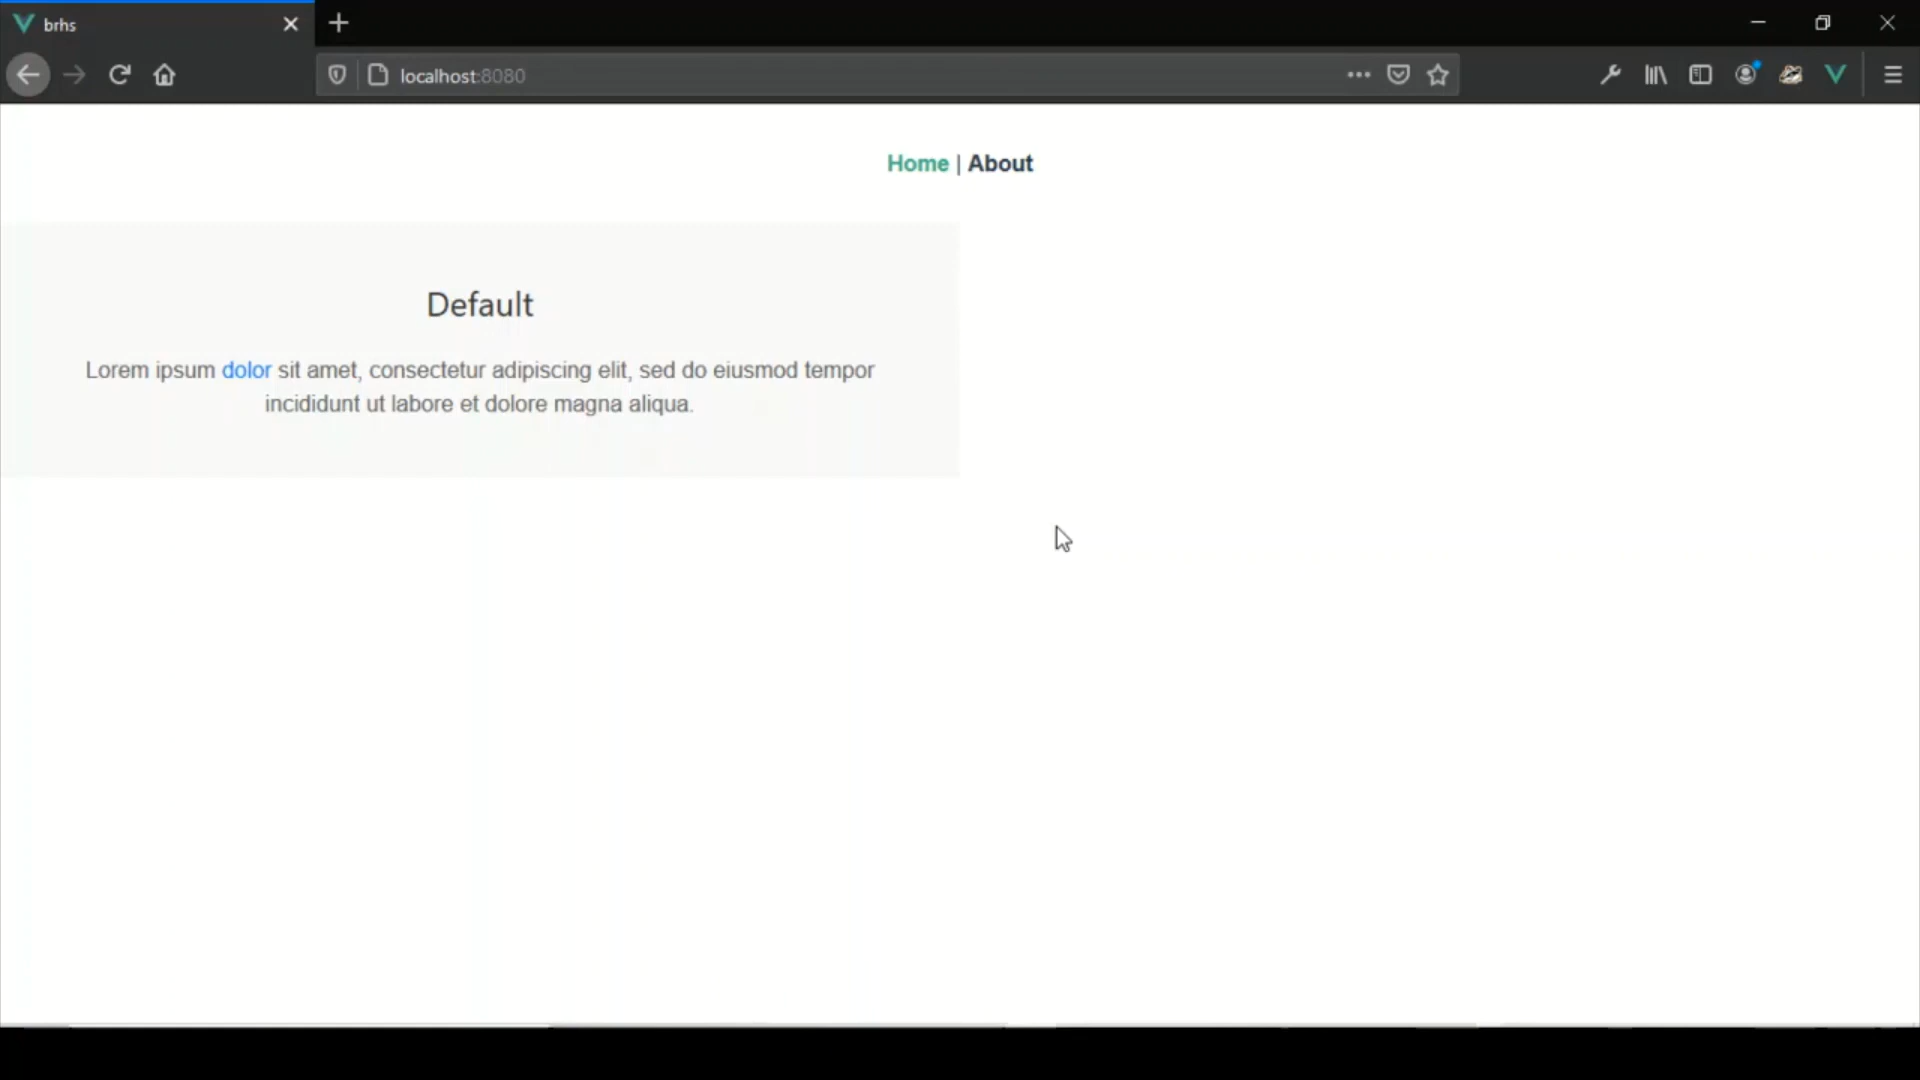 brhs
localhost:8080
Home | About
Default
Lorem ipsum dolor sit amet, consectetur adipiscing elit, sed do eiusmod tempor
incididunt ut labore et dolore magna aliqua.